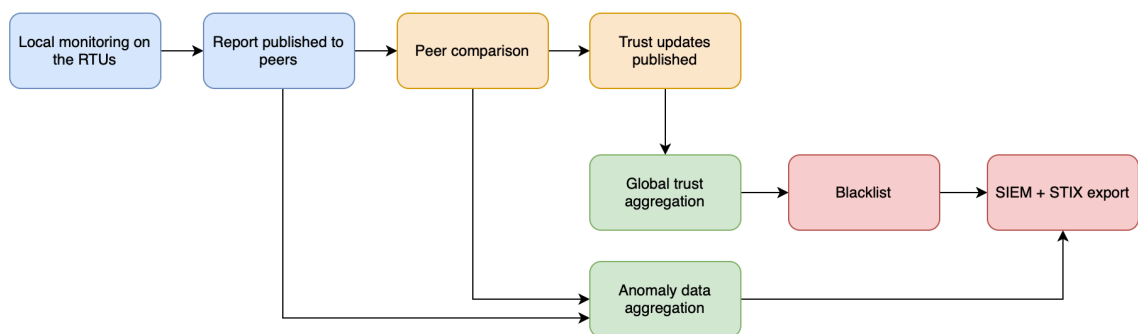 Local monitoring on
the RTUs
Report published to
peers
Peer comparison
Trust updates
published
Global trust
aggregation
Blacklist
SIEM + STIX export
Anomaly data
aggregation